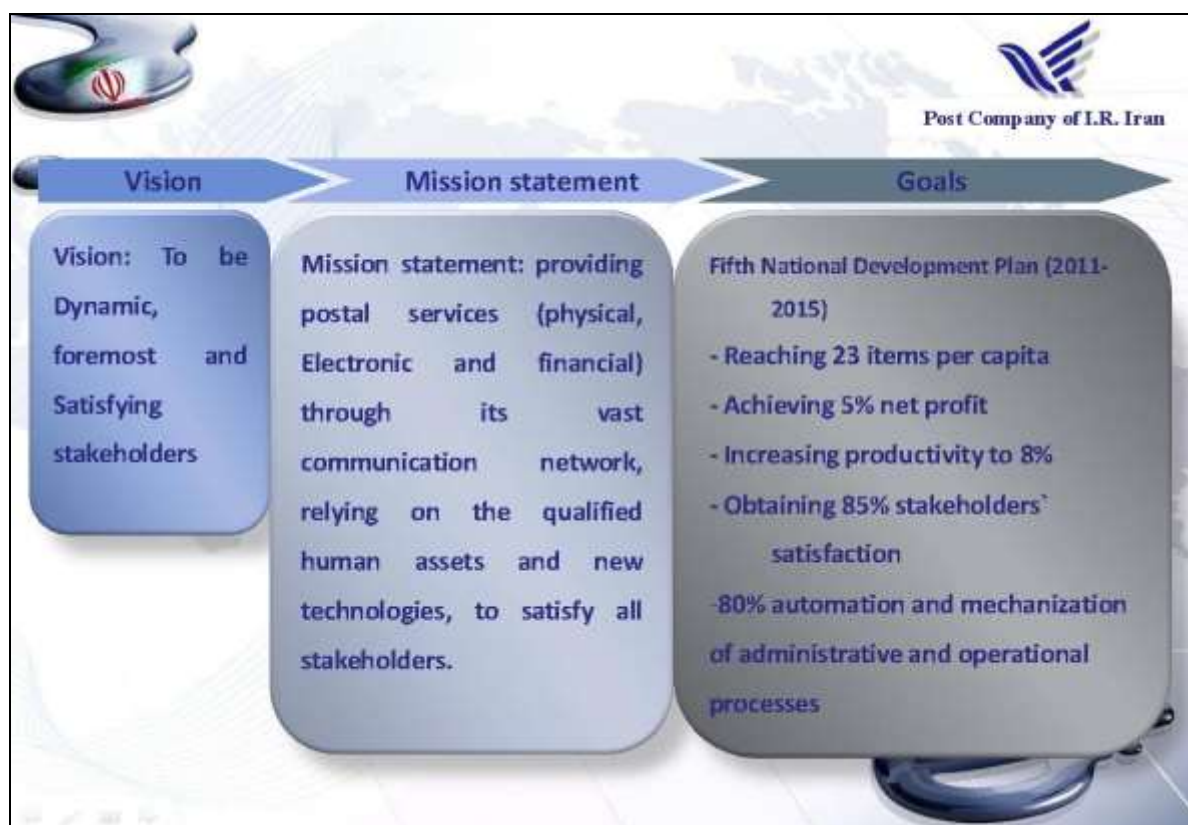 Post Company of I.R. Iran
Vision
Mission statement
Goals
Vision: To be
Dynamic,
foremost and
Satisfying
stakeholders
Mission statement: providing
postal services (physical,
Electronic and financial)
through its vast
communication network,
relying on the qualified
human assets and new
technologies, to satisfy all
stakeholders.
Fifth National Development Plan (2011-
2015)
- Reaching 23 items per capita
- Achieving 5% net profit
- Increasing productivity to 8%
- Obtaining 85% stakeholders`
satisfaction
-80% automation and mechanization
of administrative and operational
processes